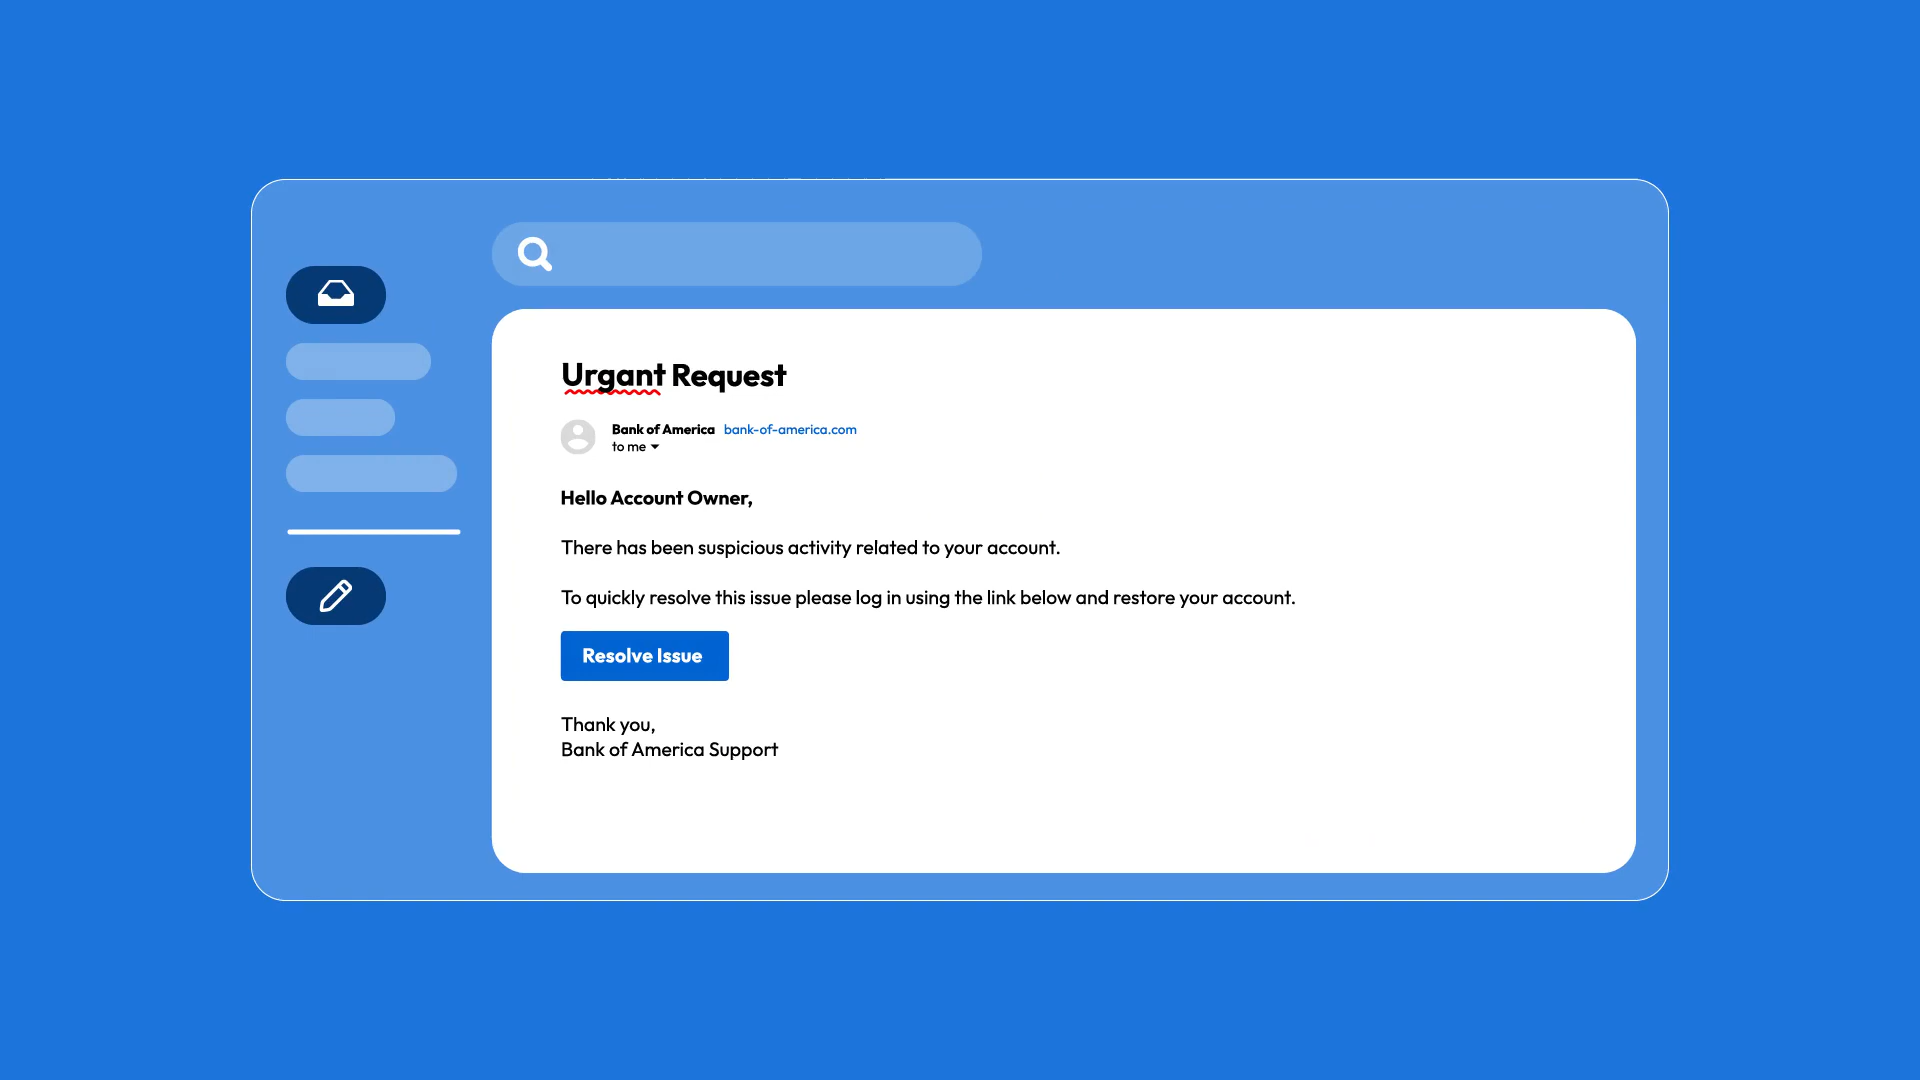 Urgant Request
Bank of America bank-of-america.com
to me
Hello Account Owner,
There has been suspicious activity related to your account.
To quickly resolve this issue please log in using the link below and restore your account.
Resolve Issue
Thank you,
Bank of America Support